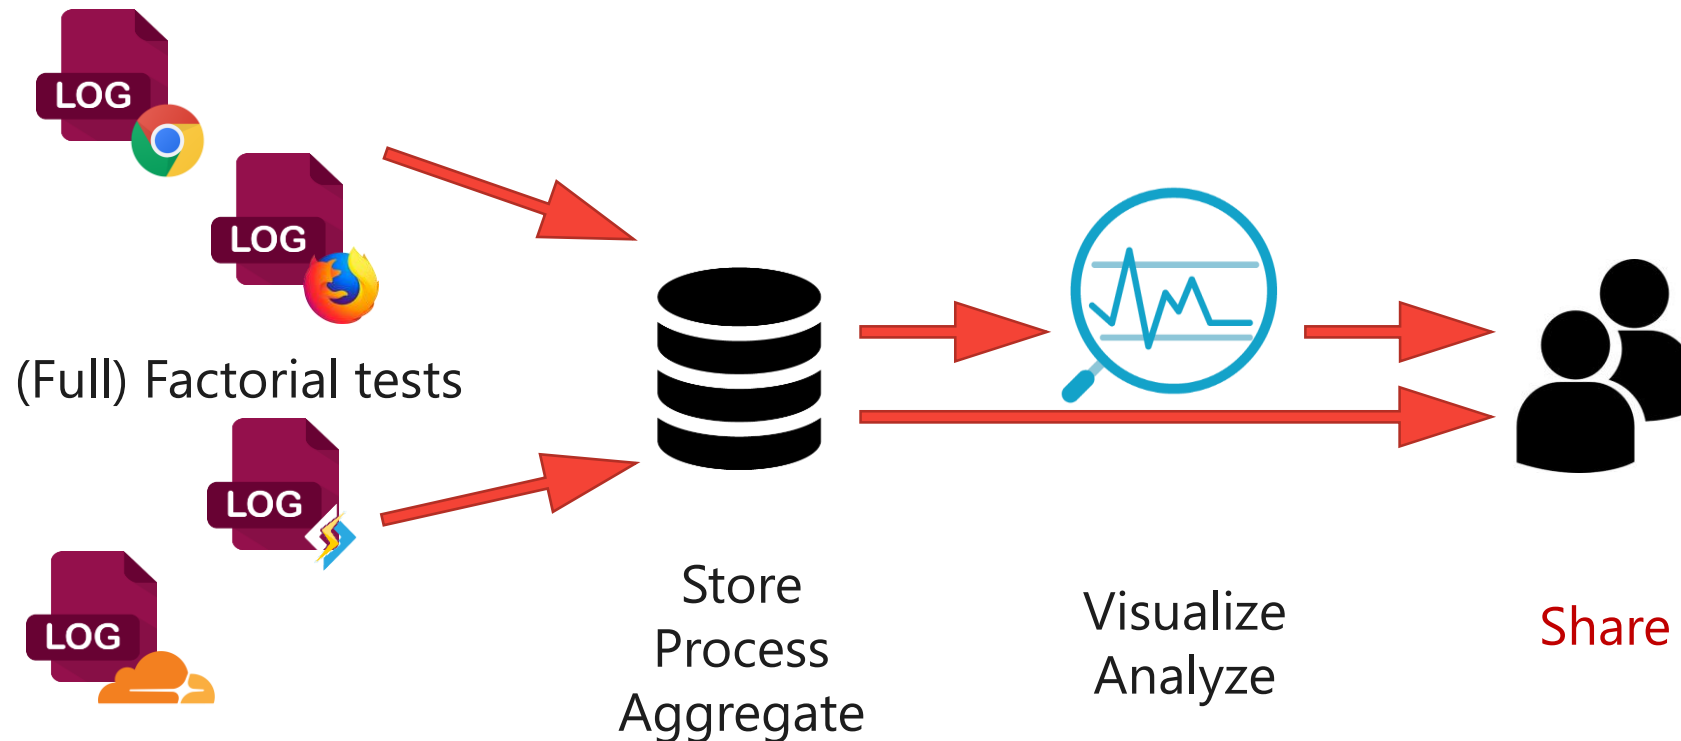 LOG
LOG
(Full) Factorial tests
LOG
LOG
Store
Process
Aggregate
Visualize
Analyze
Share